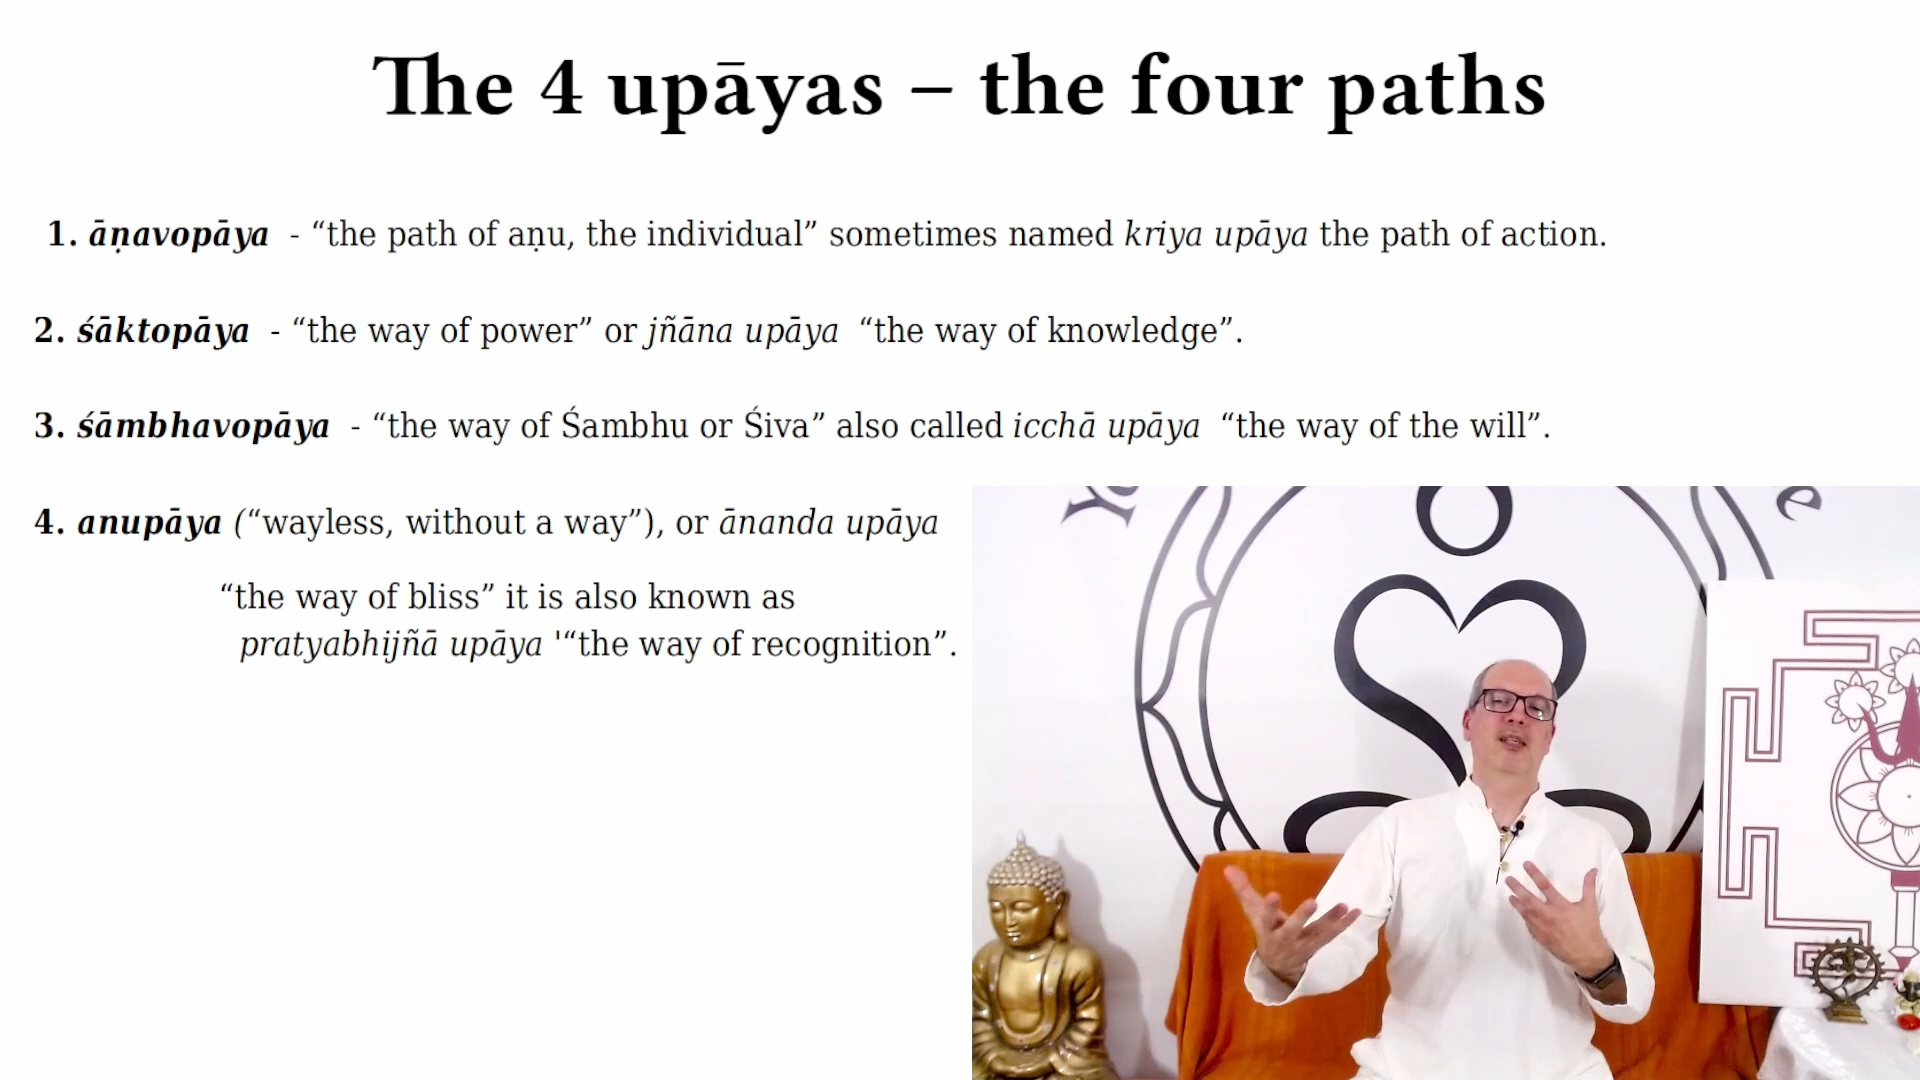 The 4 upāyas – the four paths
1. āṇavopāya - “the path of aṇu, the individual” sometimes named kriya upāya the path of action.
2. śāktopāya - “the way of power” or jñāna upāya “the way of knowledge”.
3. śāmbhavopāya - “the way of Śambhu or Śiva” also called icchā upāya “the way of the will”.
4. anupāya (“wayless, without a way”), or ānanda upāya
“the way of bliss” it is also known as
pratyabhijñā upāya '“the way of recognition”.